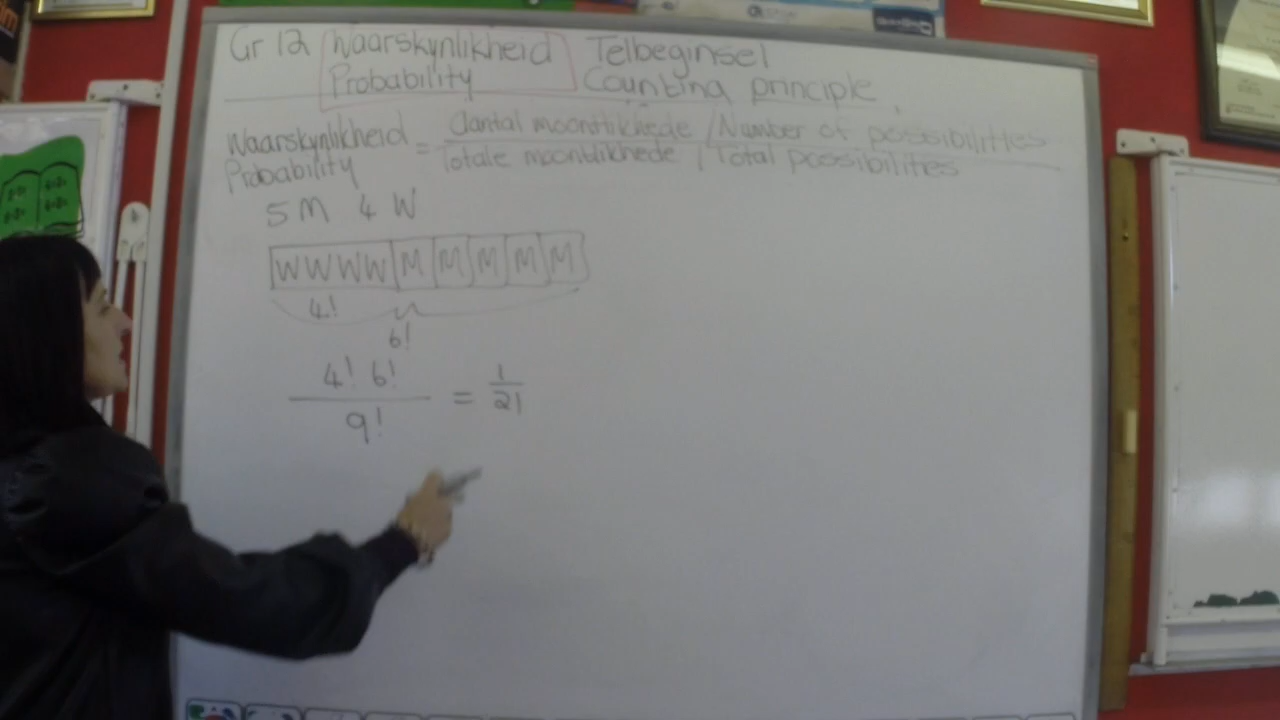 Gr 12 Waarskynlikheid Telbeginsel
Probability Counting principle
Waarskynlikheid = Aantal moontlikhede / Number of possibilities
Probability Totale moontlikhede / Total possibilities
5 M 4 W
WWWW M M M M M
4!
6!
4! 6! = 1
9! 21